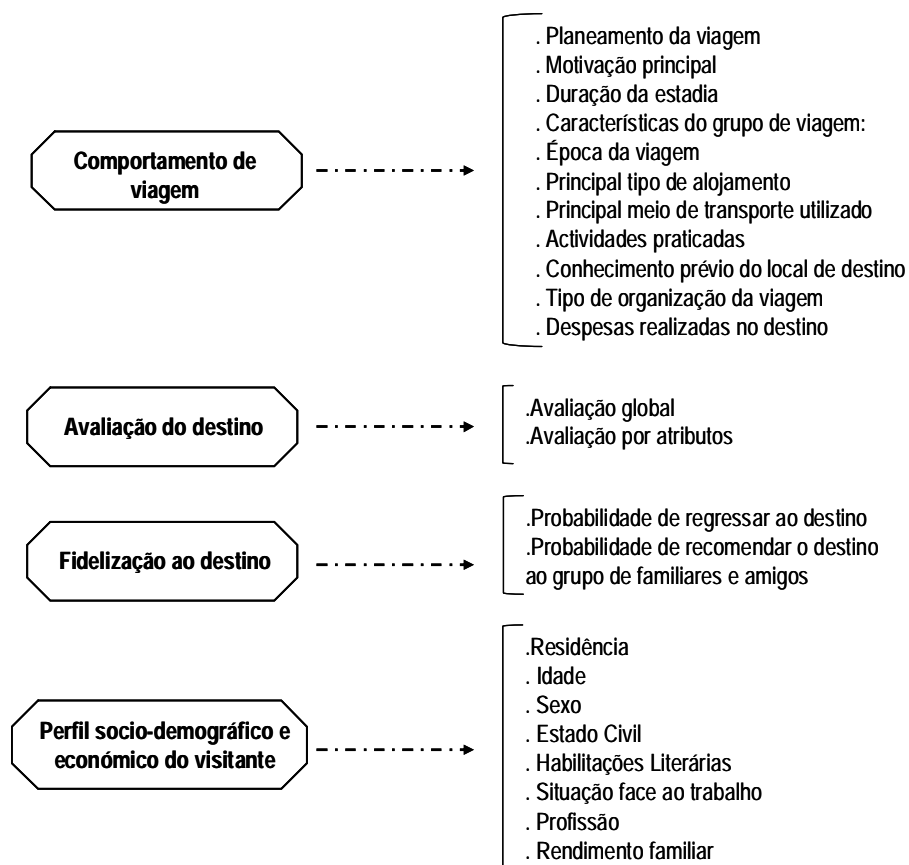 Comportamento de
viagem
. Planeamento da viagem
. Motivação principal
. Duração da estadia
. Características do grupo de viagem:
. Época da viagem
. Principal tipo de alojamento
. Principal meio de transporte utilizado
. Actividades praticadas
. Conhecimento prévio do local de destino
. Tipo de organização da viagem
. Despesas realizadas no destino
Avaliação do destino
.Avaliação global
.Avaliação por atributos
Fidelização ao destino
.Probabilidade de regressar ao destino
.Probabilidade de recomendar o destino
ao grupo de familiares e amigos
Perfil socio-demográfico e
económico do visitante
.Residência
. Idade
. Sexo
. Estado Civil
. Habilitações Literárias
. Situação face ao trabalho
. Profissão
. Rendimento familiar